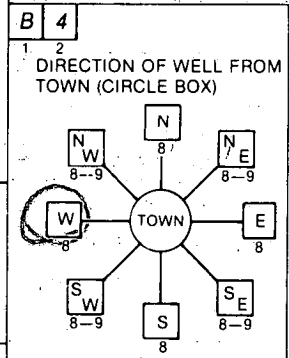 B 4
1 2
DIRECTION OF WELL FROM
TOWN (CIRCLE BOX)
N
8
N W
8--9
N E
8-9
W
8
TOWN
E
8
S W
8-9
S E
8-9
S
8